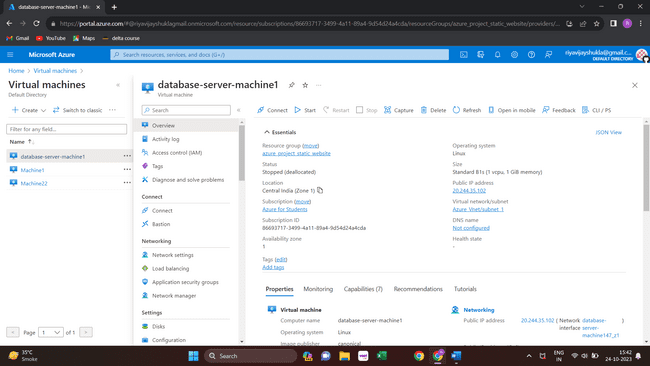 database-server-machine1 - Mic
https://portal.azure.com/#@riyavijayshuklagmail.onmicrosoft.com/resource/subscriptions/86693717-3499-4a11-89a4-9d54d24a4cda/resourceGroups/azure_project_static_website/providers/...
R
Gmail YouTube Maps delta course
Microsoft Azure
Search resources, services, and docs (G+/)
riyavijayshukla@gmail.c...
DEFAULT DIRECTORY
Home > Virtual machines >
Virtual machines
Default Directory
+ Create Switch to classic ...
Filter for any field...
Name ↑↓
database-server-machine1 ...
Machine1 ...
Machine22 ...
< Page 1 of 1 >
database-server-machine1 ...
Virtual machine
Search
Overview
Activity log
Access control (IAM)
Tags
Diagnose and solve problems
Connect
Connect
Bastion
Networking
Network settings
Load balancing
Application security groups
Network manager
Settings
Disks
Configuration
Connect Start Restart Stop Capture Delete Refresh Open in mobile Feedback CLI / PS
Essentials
JSON View
Resource group (move)
azure_project_static_website
Status
Stopped (deallocated)
Location
Central India (Zone 1)
Subscription (move)
Azure for Students
Subscription ID
86693717-3499-4a11-89a4-9d54d24a4cda
Availability zone
1
Operating system
Linux
Size
Standard B1s (1 vcpu, 1 GiB memory)
Public IP address
20.244.35.102
Virtual network/subnet
Azure_Vnet/subnet_1
DNS name
Not configured
Health state
-
Tags (edit)
Add tags
Properties Monitoring Capabilities (7) Recommendations Tutorials
Virtual machine
Computer name database-server-machine1
Operating system Linux
Image publisher canonical
Networking
Public IP address 20.244.35.102 ( Network interface database-server-machine147_z1 )
35°C
Smoke
Search
ENG
IN
15:42
24-10-2023